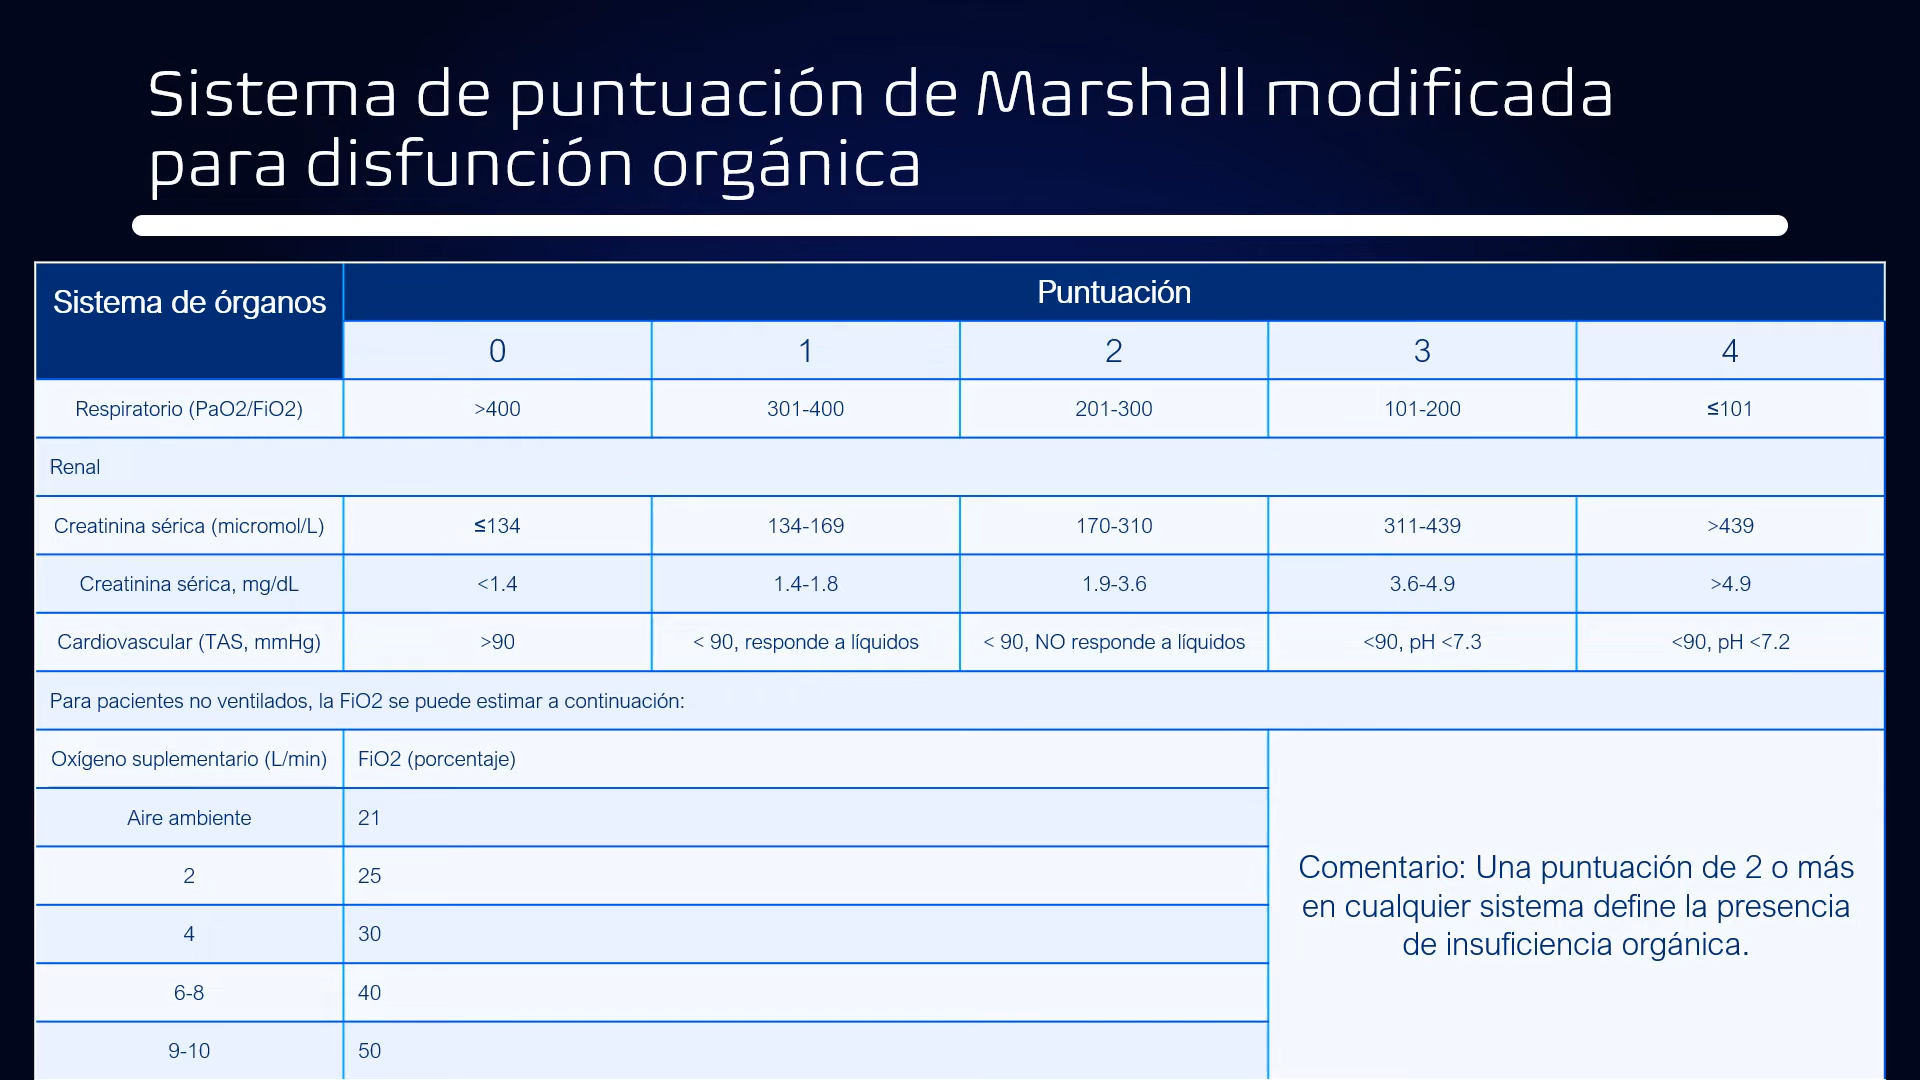 Sistema de puntuación de Marshall modificada
para disfunción orgánica
Sistema de órganos
Puntuación
0 1 2 3 4
Respiratorio (PaO2/FiO2) >400 301-400 201-300 101-200 ≤101
Renal
Creatinina sérica (micromol/L) ≤134 134-169 170-310 311-439 >439
Creatinina sérica, mg/dL <1.4 1.4-1.8 1.9-3.6 3.6-4.9 >4.9
Cardiovascular (TAS, mmHg) >90 < 90, responde a líquidos < 90, NO responde a líquidos <90, pH <7.3 <90, pH <7.2
Para pacientes no ventilados, la FiO2 se puede estimar a continuación:
Oxígeno suplementario (L/min) FiO2 (porcentaje)
Aire ambiente 21
2 25
4 30
6-8 40
9-10 50
Comentario: Una puntuación de 2 o más
en cualquier sistema define la presencia
de insuficiencia orgánica.